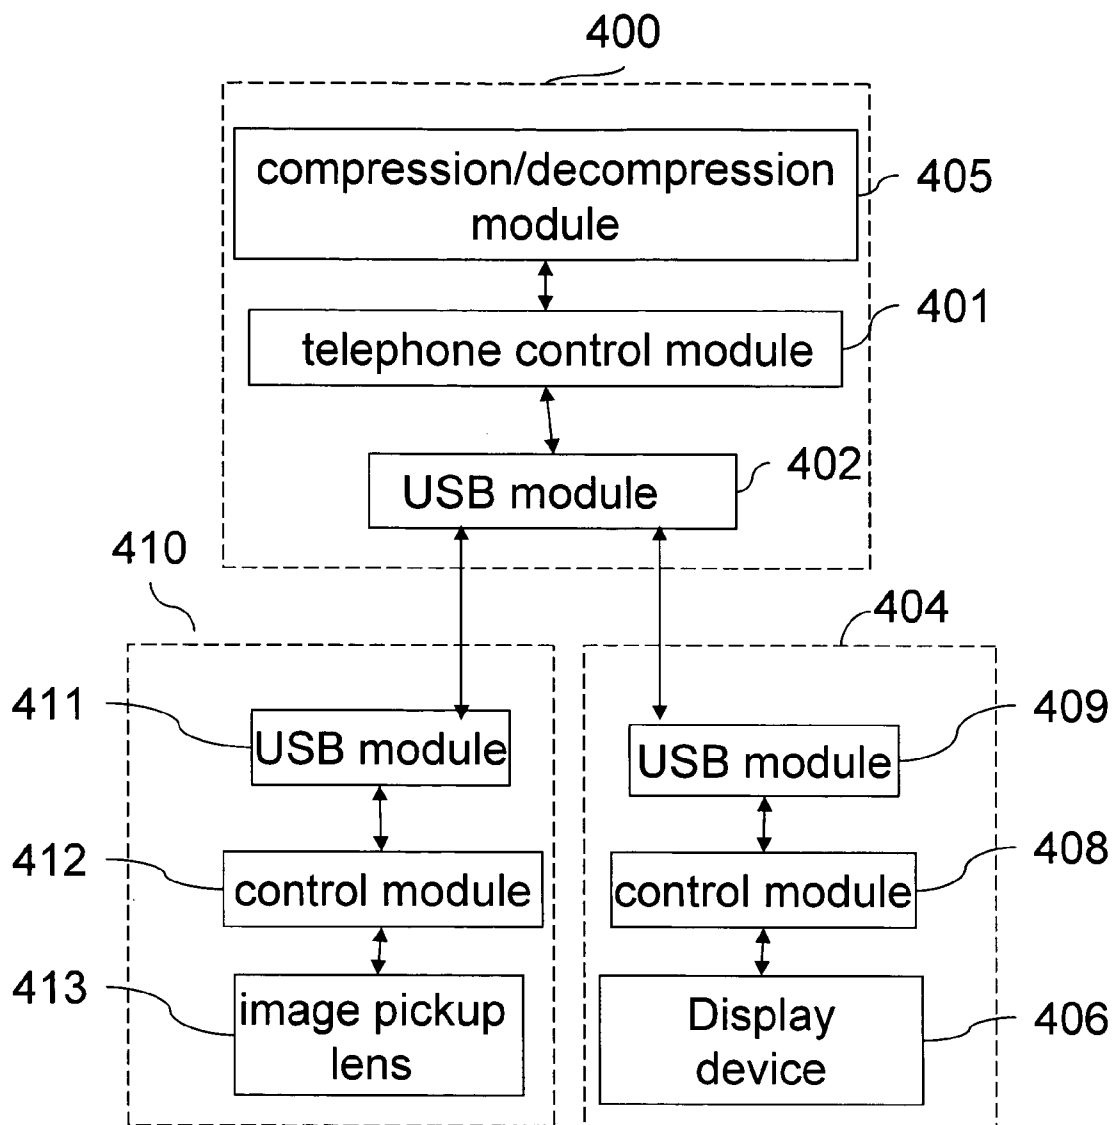 400
compression/decompression
module
405
telephone control module
401
USB module
402
410
404
411
USB module
USB module
409
412
control module
control module
408
413
image pickup
lens
Display
device
406